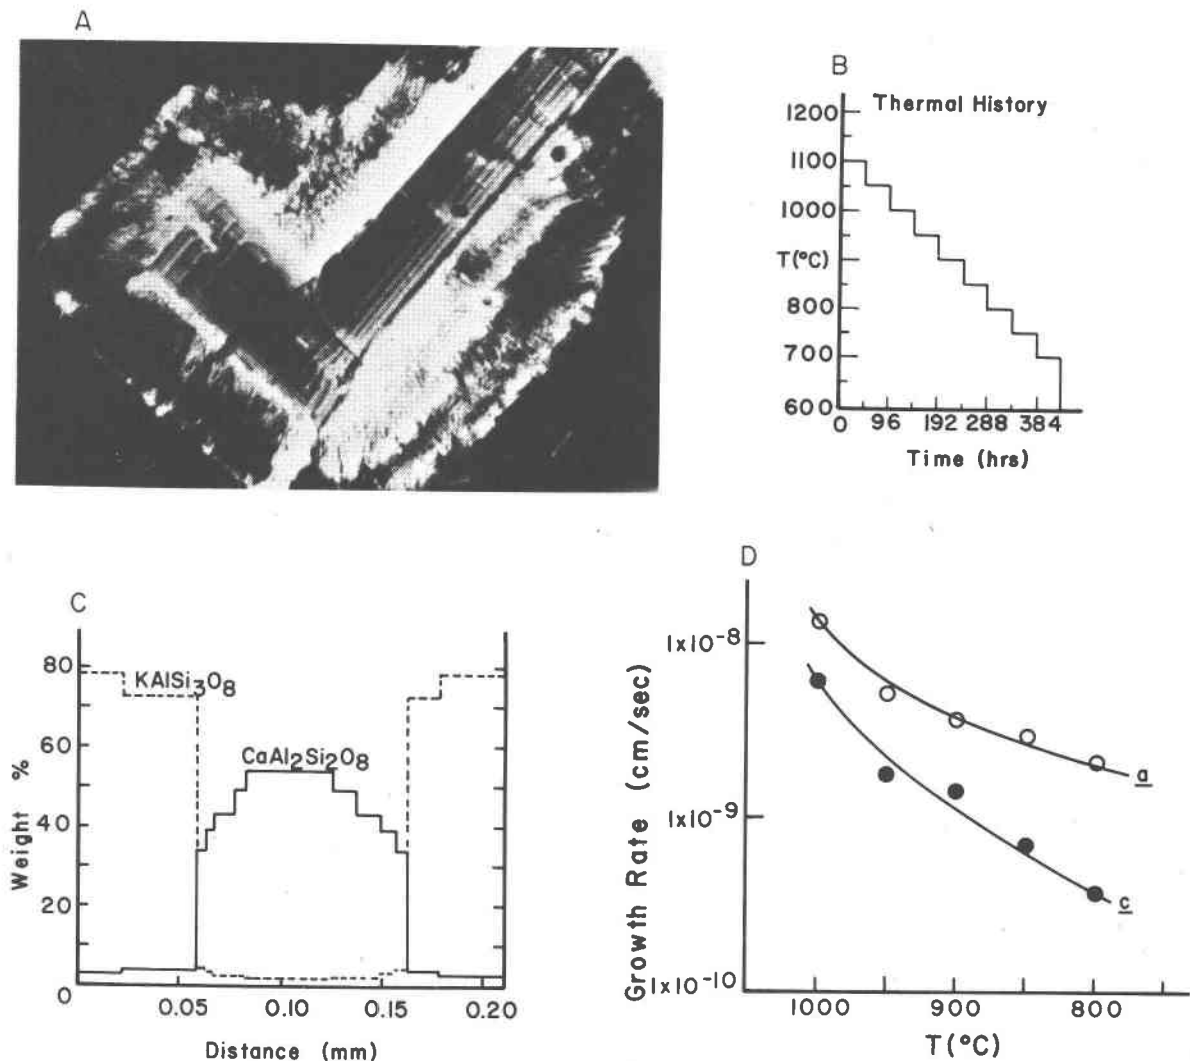 A
B
Thermal History
1200
1100
1000
T(°C)
800
700
600
0 96 192 288 384
Time (hrs)
C
80
60
40
20
0
Weight %
KAlSi3O8
CaAl2Si2O8
0.05 0.10 0.15 0.20
Distance (mm)
D
1x10-8
1x10-9
1x10-10
Growth Rate (cm/sec)
a
c
1000 900 800
T(°C)